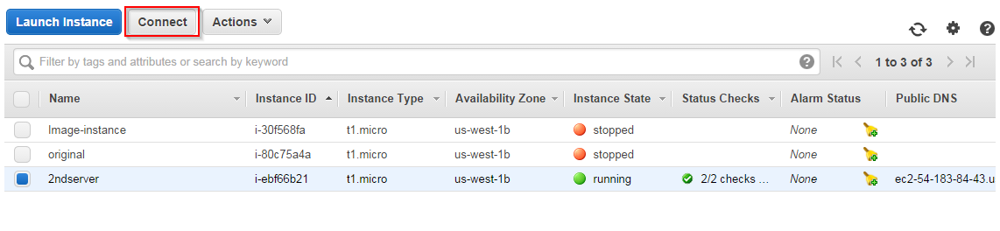 Launch Instance Connect Actions
Filter by tags and attributes or search by keyword ? 1 to 3 of 3 ?
Name Instance ID Instance Type Availability Zone Instance State Status Checks Alarm Status Public DNS
Image-instance i-30f568fa t1.micro us-west-1b stopped None
original i-80c75a4a t1.micro us-west-1b stopped None
2ndserver i-ebf66b21 t1.micro us-west-1b running 2/2 checks ... None ec2-54-183-84-43.u